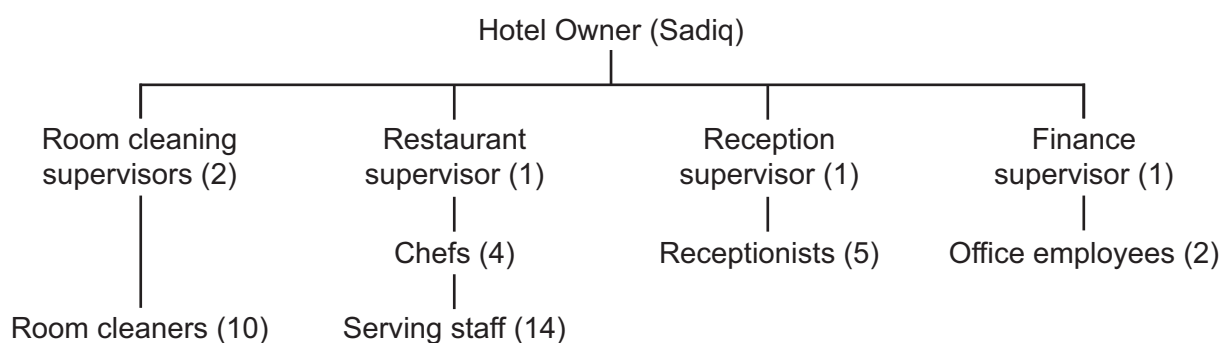 Hotel Owner (Sadiq)
Room cleaning
supervisors (2)
Restaurant
supervisor (1)
Reception
supervisor (1)
Finance
supervisor (1)
Chefs (4)
Receptionists (5)
Office employees (2)
Room cleaners (10)
Serving staff (14)